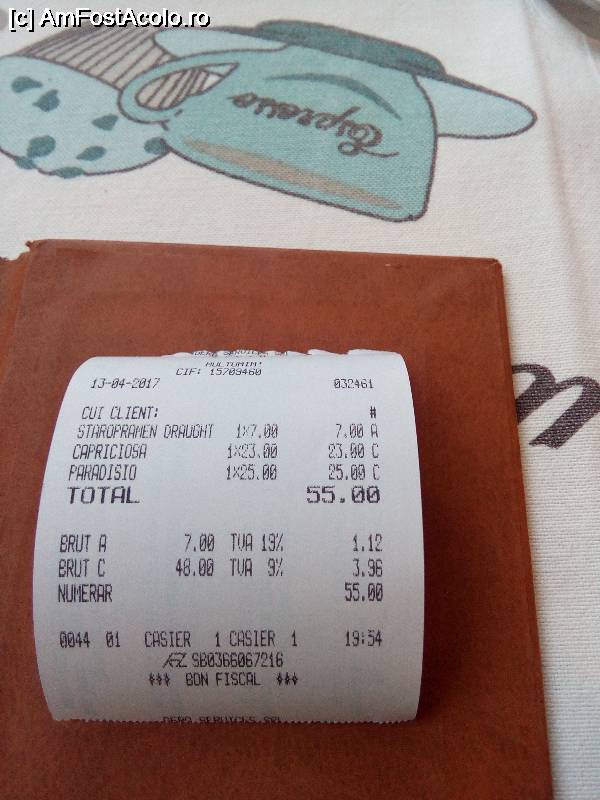 [c] AmFostAcolo.ro
Espresso
MULTUMIM!
CIF: 15709460
13-04-2017 032461
CUI CLIENT: #
STAROPRAMEN DRAUGHT 1X7.00 7.00 A
CAPRICIOSA 1X23.00 23.00 C
PARADISIO 1X25.00 25.00 C
TOTAL 55.00
BRUT A 7.00 TVA 19% 1.12
BRUT C 48.00 TVA 9% 3.96
NUMERAR 55.00
0044 01 CASIER 1 CASIER 1 19:54
SB0366067216
*** BON FISCAL ***